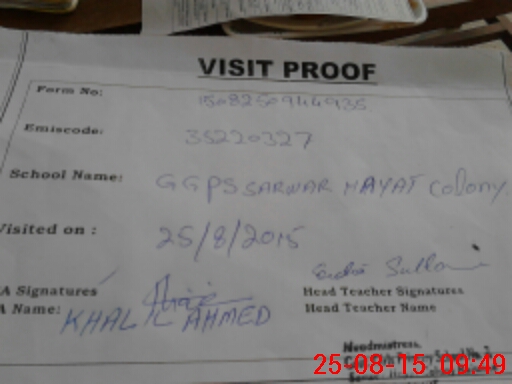 VISIT PROOF
Form No: 1508250944935
Emiscode: 35220327
School Name: GGPS SARWAR HAYAT Colony
Visited on : 25/8/2015
A Signatures Head Teacher Signatures
A Name: KHALIL AHMED Head Teacher Name
Headmistress
25-08-15 09:49